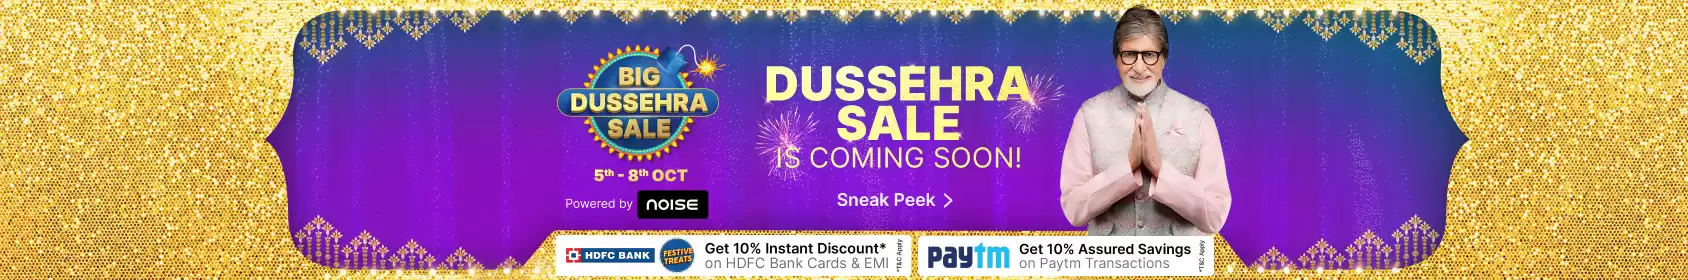 BIG
DUSSEHRA
SALE
5th - 8th OCT
Powered by noise
DUSSEHRA
SALE
IS COMING SOON!
Sneak Peek >
HDFC BANK
FESTIVE
TREATS
Get 10% Instant Discount*
on HDFC Bank Cards & EMI
*T&C Apply
paytm
Get 10% Assured Savings
on Paytm Transactions
*T&C Apply